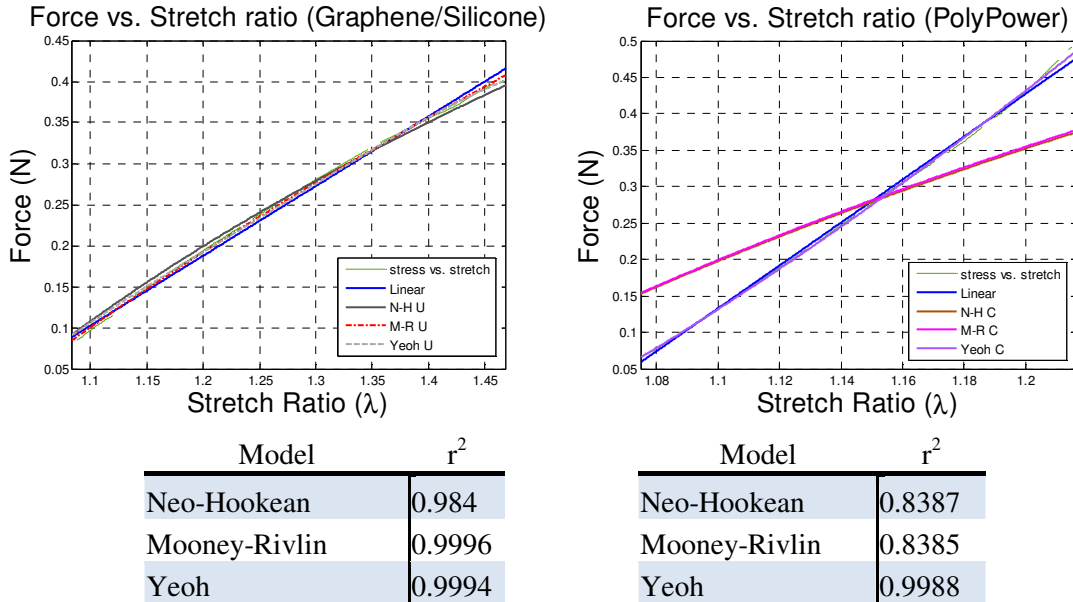 Force vs. Stretch ratio (Graphene/Silicone)
0.45
0.4
0.35
0.3
0.25
0.2
0.15
0.1
0.05
Force (N)
1.1 1.15 1.2 1.25 1.3 1.35 1.4 1.45
Stretch Ratio (λ)
stress vs. stretch
Linear
N-H U
M-R U
Yeoh U
Model r²
Neo-Hookean 0.984
Mooney-Rivlin 0.9996
Yeoh 0.9994
Force vs. Stretch ratio (PolyPower)
0.5
0.45
0.4
0.35
0.3
0.25
0.2
0.15
0.1
0.05
Force (N)
1.08 1.1 1.12 1.14 1.16 1.18 1.2
Stretch Ratio (λ)
stress vs. stretch
Linear
N-H C
M-R C
Yeoh C
Model r²
Neo-Hookean 0.8387
Mooney-Rivlin 0.8385
Yeoh 0.9988